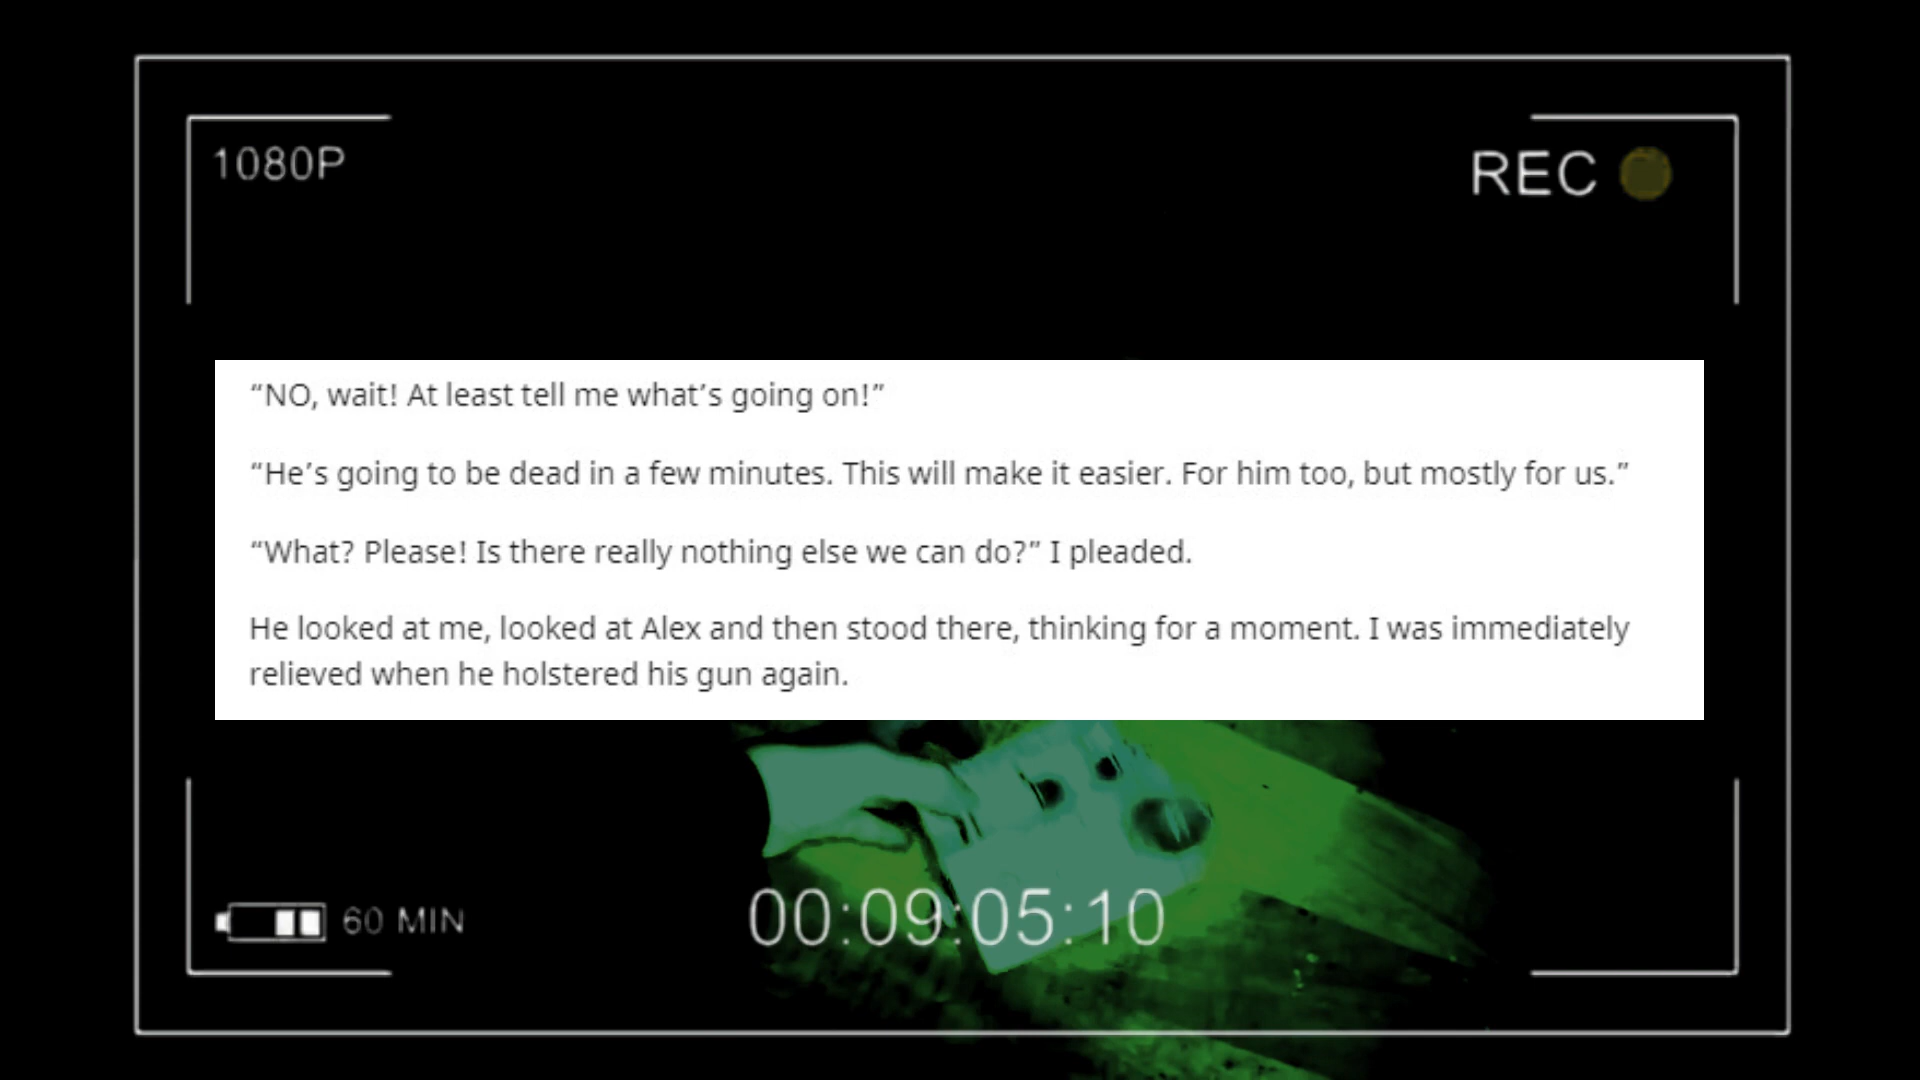 1080P
REC
“NO, wait! At least tell me what’s going on!”
“He’s going to be dead in a few minutes. This will make it easier. For him too, but mostly for us.”
“What? Please! Is there really nothing else we can do?” I pleaded.
He looked at me, looked at Alex and then stood there, thinking for a moment. I was immediately
relieved when he holstered his gun again.
60 MIN
00:09:05:10